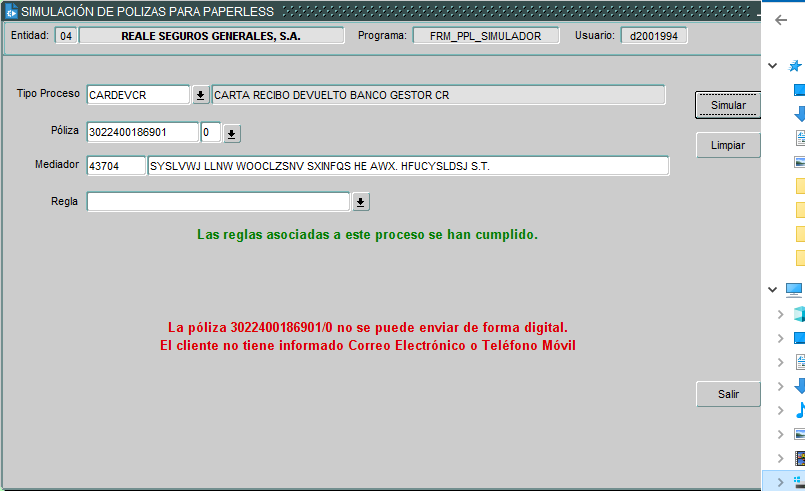 SIMULACIÓN DE POLIZAS PARA PAPERLESS
Entidad: 04 REALE SEGUROS GENERALES, S.A. Programa: FRM_PPL_SIMULADOR Usuario: d2001994
Tipo Proceso CARDEVCR CARTA RECIBO DEVUELTO BANCO GESTOR CR
Simular
Póliza 3022400186901 0
Limpiar
Mediador 43704 SYSLVWJ LLNW WOOCLZSNV SXINFQS HE AWX. HFUCYSLDSJ S.T.
Regla
Las reglas asociadas a este proceso se han cumplido.
La póliza 3022400186901/0 no se puede enviar de forma digital.
El cliente no tiene informado Correo Electrónico o Teléfono Móvil
Salir